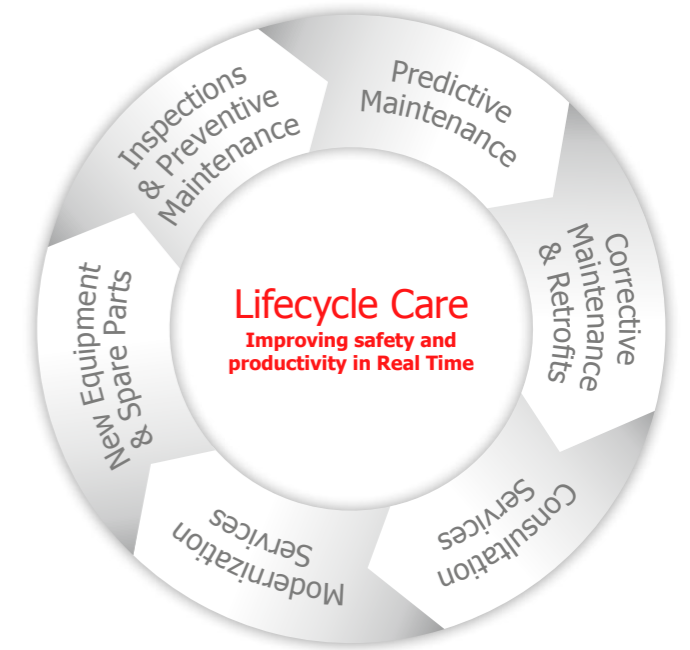 Inspections
& Preventive
Maintenance
Predictive
Maintenance
Corrective
Maintenance
& Retrofits
Consultation
Services
Modernization
Services
New Equipment
& Spare Parts
Lifecycle Care
Improving safety and
productivity in Real Time